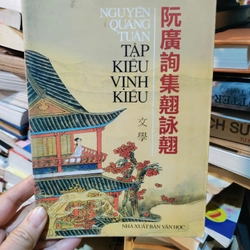 NGUYỄN
QUẢNG
TUÂN
TẬP
KIỀU
VỊNH
KIỀU
文學
阮廣詢集翹詠翹
NHÀ XUẤT BẢN VĂN HỌC